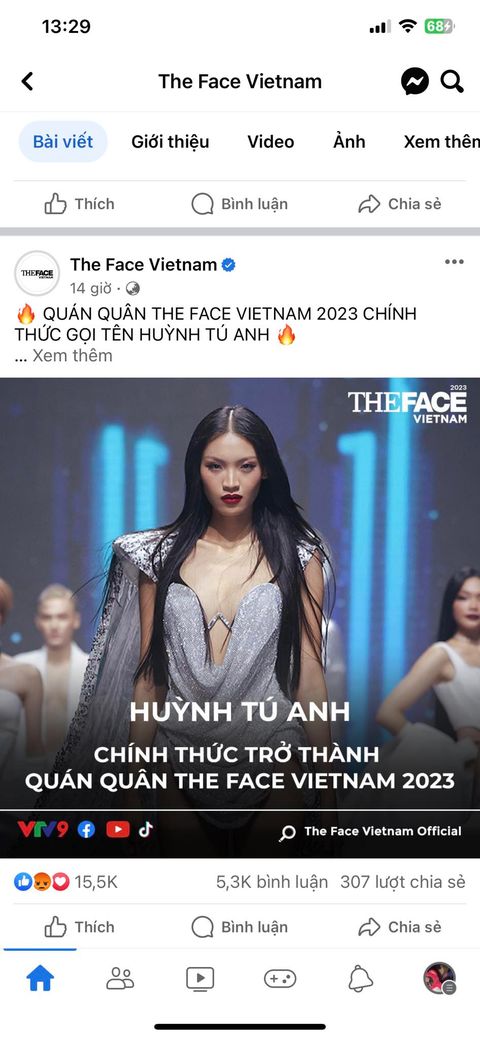 13:29
68
The Face Vietnam
Bài viết
Giới thiệu
Video
Ảnh
Xem thêm
Thích
Bình luận
Chia sẻ
THEFACE
The Face Vietnam
14 giờ ·
🔥 QUÁN QUÂN THE FACE VIETNAM 2023 CHÍNH
THỨC GỌI TÊN HUỲNH TÚ ANH 🔥
... Xem thêm
2023
THEFACE
VIETNAM
HUỲNH TÚ ANH
CHÍNH THỨC TRỞ THÀNH
QUÁN QUÂN THE FACE VIETNAM 2023
VTV9
The Face Vietnam Official
15,5K
5,3K bình luận
307 lượt chia sẻ
Thích
Bình luận
Chia sẻ